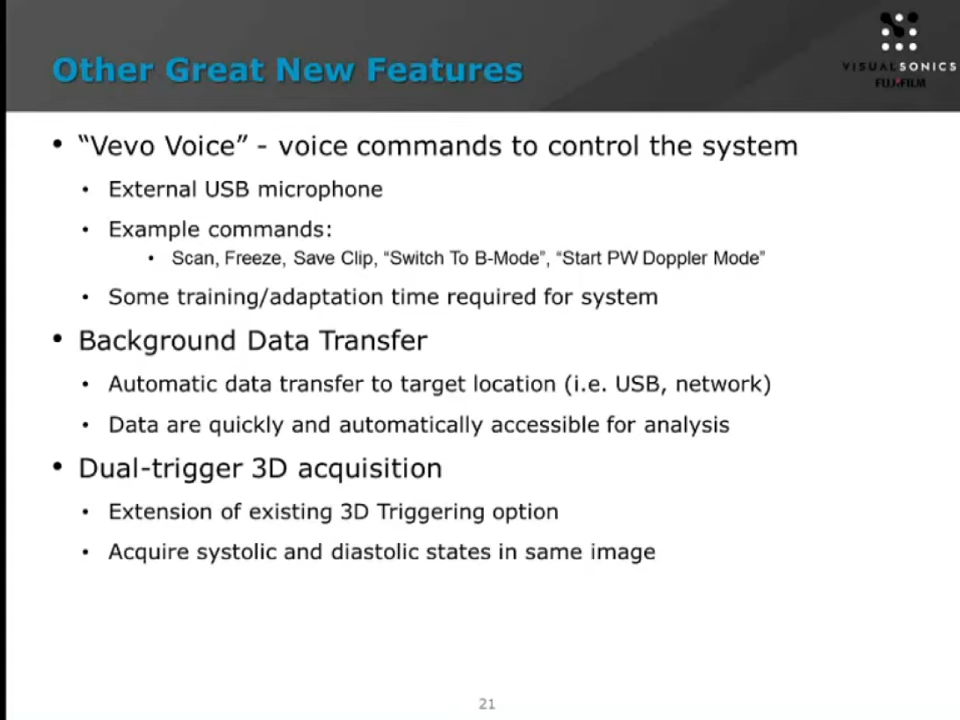 Other Great New Features
VISUALSONICS
FUJIFILM
• “Vevo Voice” - voice commands to control the system
• External USB microphone
• Example commands:
• Scan, Freeze, Save Clip, “Switch To B-Mode”, “Start PW Doppler Mode”
• Some training/adaptation time required for system
• Background Data Transfer
• Automatic data transfer to target location (i.e. USB, network)
• Data are quickly and automatically accessible for analysis
• Dual-trigger 3D acquisition
• Extension of existing 3D Triggering option
• Acquire systolic and diastolic states in same image
21